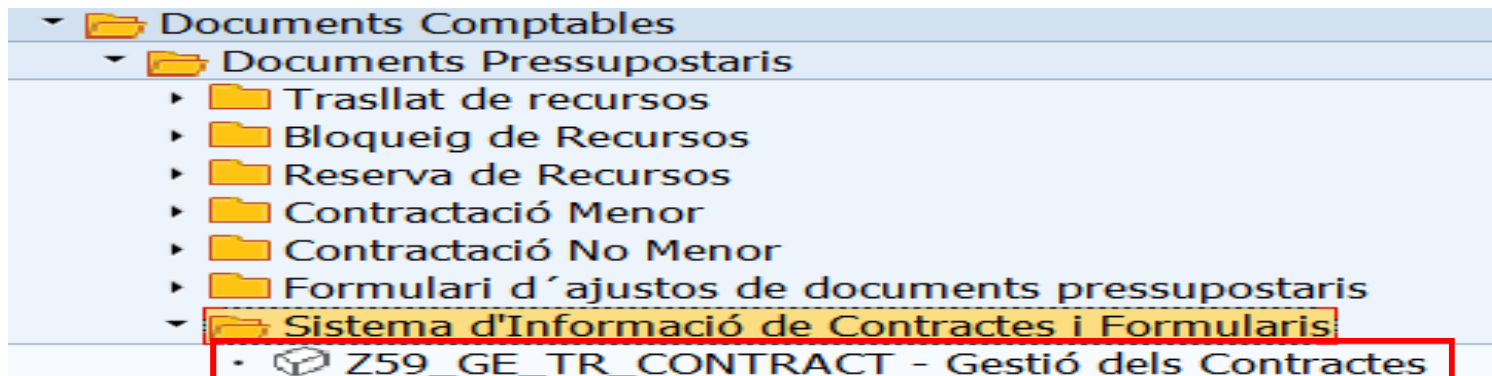 Documents Comptables
Documents Pressupostaris
Trasllat de recursos
Bloqueig de Recursos
Reserva de Recursos
Contractació Menor
Contractació No Menor
Formulari d´ajustos de documents pressupostaris
Sistema d'Informació de Contractes i Formularis
Z59_GE_TR_CONTRACT - Gestió dels Contractes